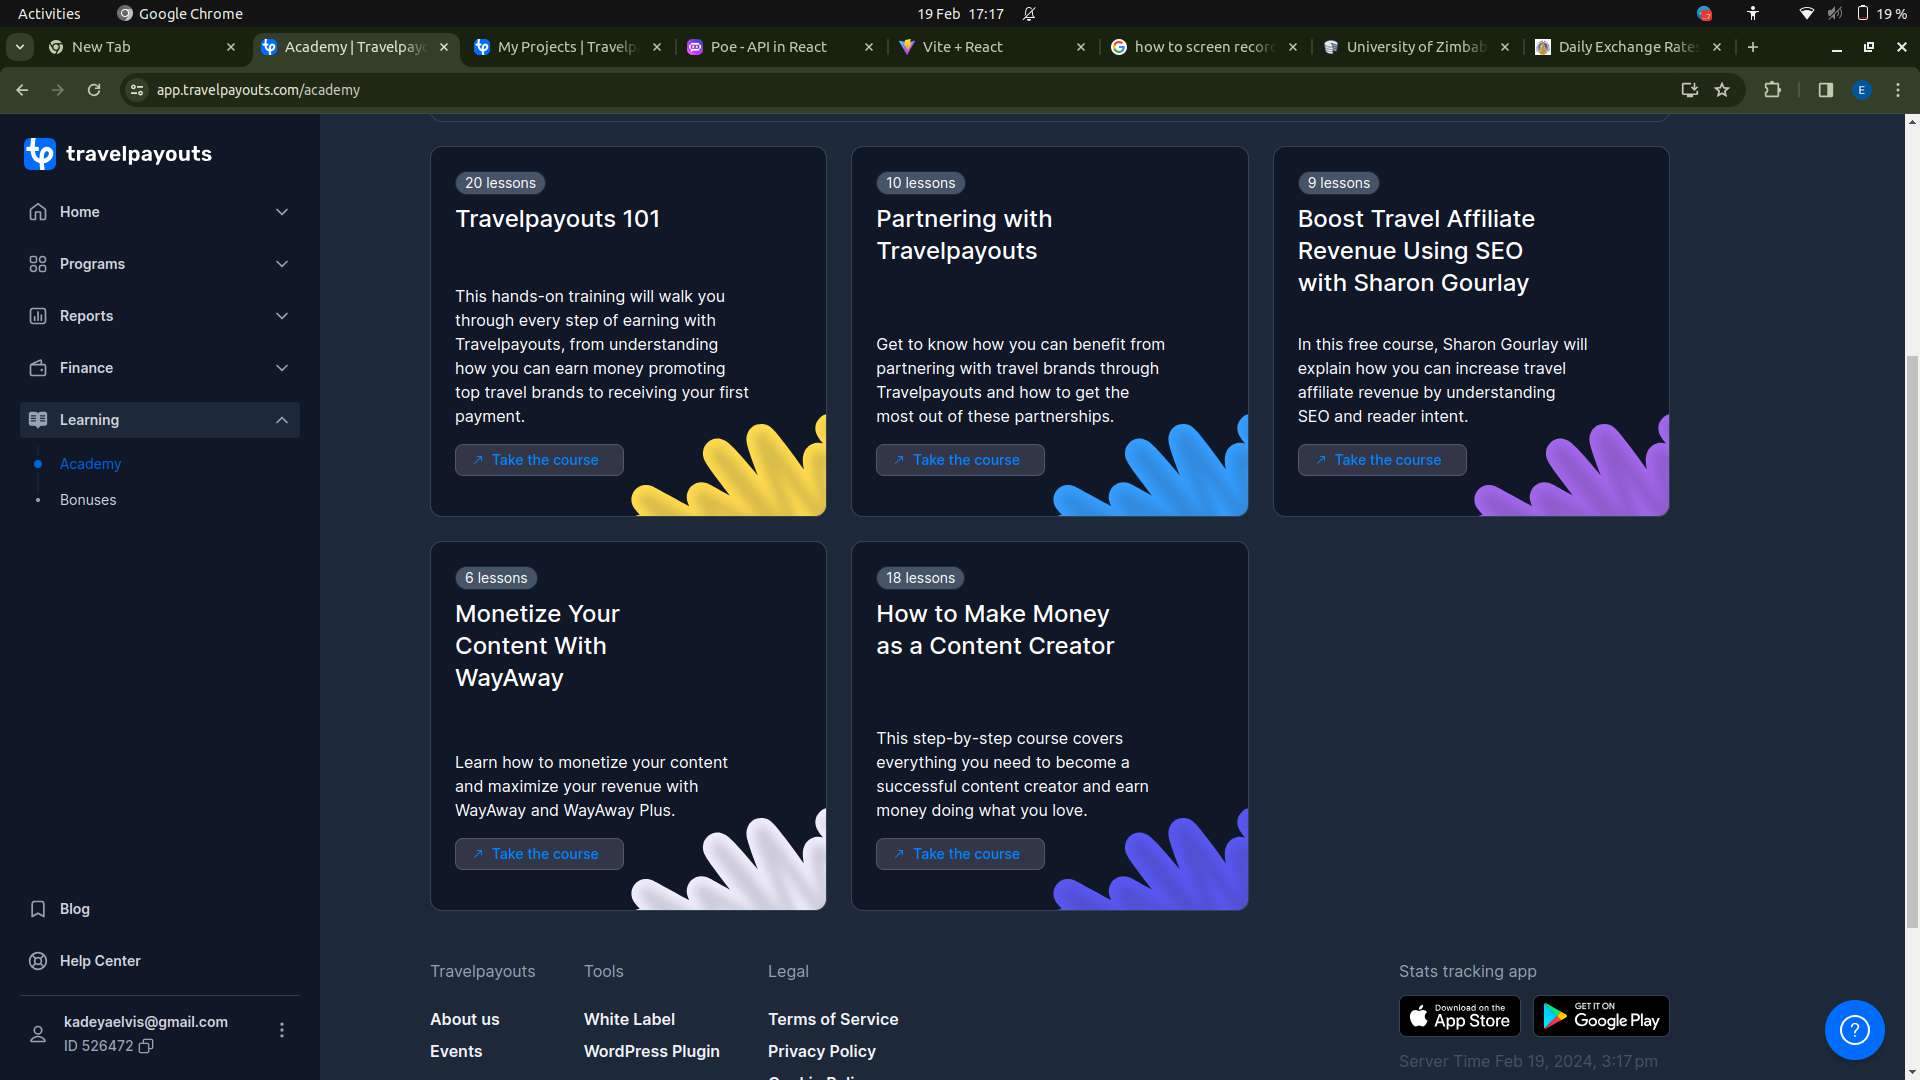 Activities
Google Chrome
19 Feb 17:17
19 %
New Tab
Academy | Travelpay
My Projects | Travelp
Poe - API in React
Vite + React
how to screen recor
University of Zimbab
Daily Exchange Rates
app.travelpayouts.com/academy
E
tp travelpayouts
Home
Programs
Reports
Finance
Learning
Academy
Bonuses
Blog
Help Center
kadeyaelvis@gmail.com
ID 526472
20 lessons
Travelpayouts 101
This hands-on training will walk you
through every step of earning with
Travelpayouts, from understanding
how you can earn money promoting
top travel brands to receiving your first
payment.
Take the course
10 lessons
Partnering with
Travelpayouts
Get to know how you can benefit from
partnering with travel brands through
Travelpayouts and how to get the
most out of these partnerships.
Take the course
9 lessons
Boost Travel Affiliate
Revenue Using SEO
with Sharon Gourlay
In this free course, Sharon Gourlay will
explain how you can increase travel
affiliate revenue by understanding
SEO and reader intent.
Take the course
6 lessons
Monetize Your
Content With
WayAway
Learn how to monetize your content
and maximize your revenue with
WayAway and WayAway Plus.
Take the course
18 lessons
How to Make Money
as a Content Creator
This step-by-step course covers
everything you need to become a
successful content creator and earn
money doing what you love.
Take the course
Travelpayouts
About us
Events
Tools
White Label
WordPress Plugin
Legal
Terms of Service
Privacy Policy
Stats tracking app
Download on the
App Store
GET IT ON
Google Play
Server Time Feb 19, 2024, 3:17 pm
?